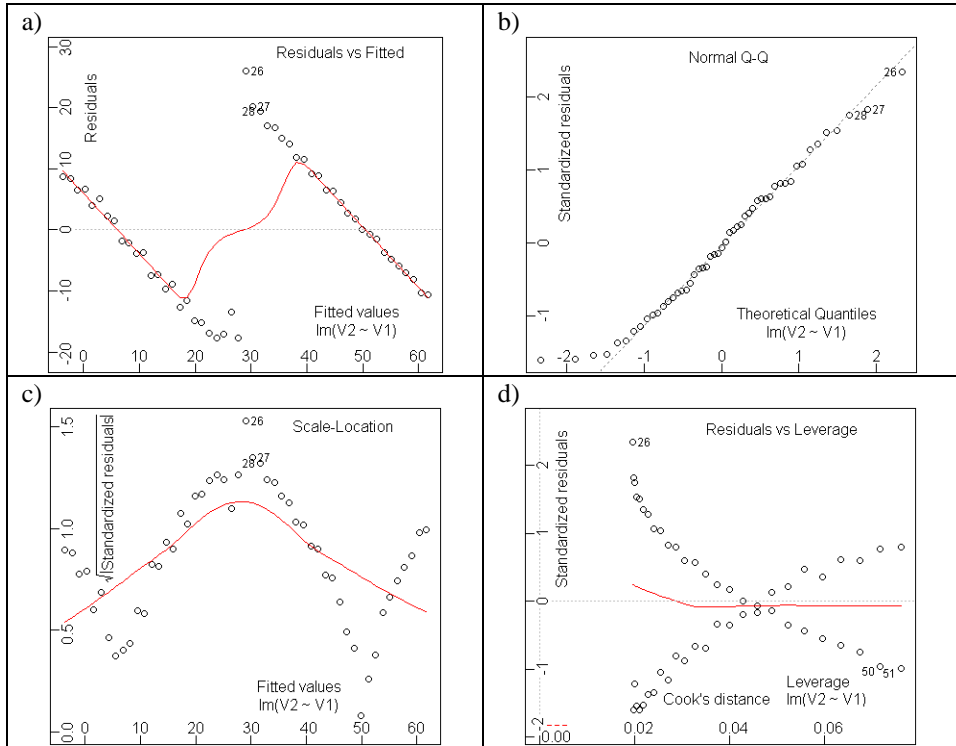 a)
Residuals vs Fitted
Residuals
30
20
10
0
-10
-20
26
27
28
Fitted values
lm(V2 ~ V1)
0 10 20 30 40 50 60
b)
Normal Q-Q
Standardized residuals
2
1
0
-1
26
27
28
Theoretical Quantiles
lm(V2 ~ V1)
-2 -1 0 1 2
c)
Scale-Location
√|Standardized residuals|
1.5
1.0
0.5
0.0
26
27
28
Fitted values
lm(V2 ~ V1)
0 10 20 30 40 50 60
d)
Residuals vs Leverage
Standardized residuals
2
1
0
-1
-2
26
50
51
Cook's distance
Leverage
lm(V2 ~ V1)
0.00 0.02 0.04 0.06